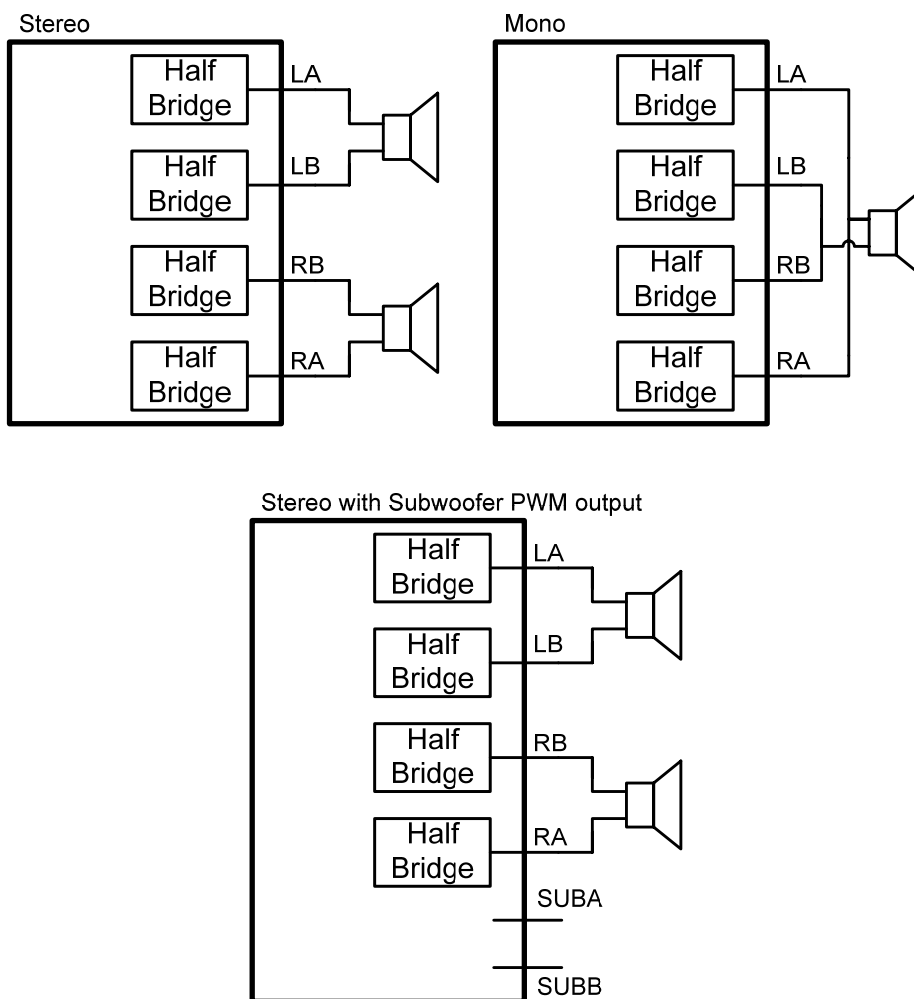 Stereo
Half
Bridge
LA
Half
Bridge
LB
Half
Bridge
RB
Half
Bridge
RA
Mono
Half
Bridge
LA
Half
Bridge
LB
Half
Bridge
RB
Half
Bridge
RA
Stereo with Subwoofer PWM output
Half
Bridge
LA
Half
Bridge
LB
Half
Bridge
RB
Half
Bridge
RA
SUBA
SUBB